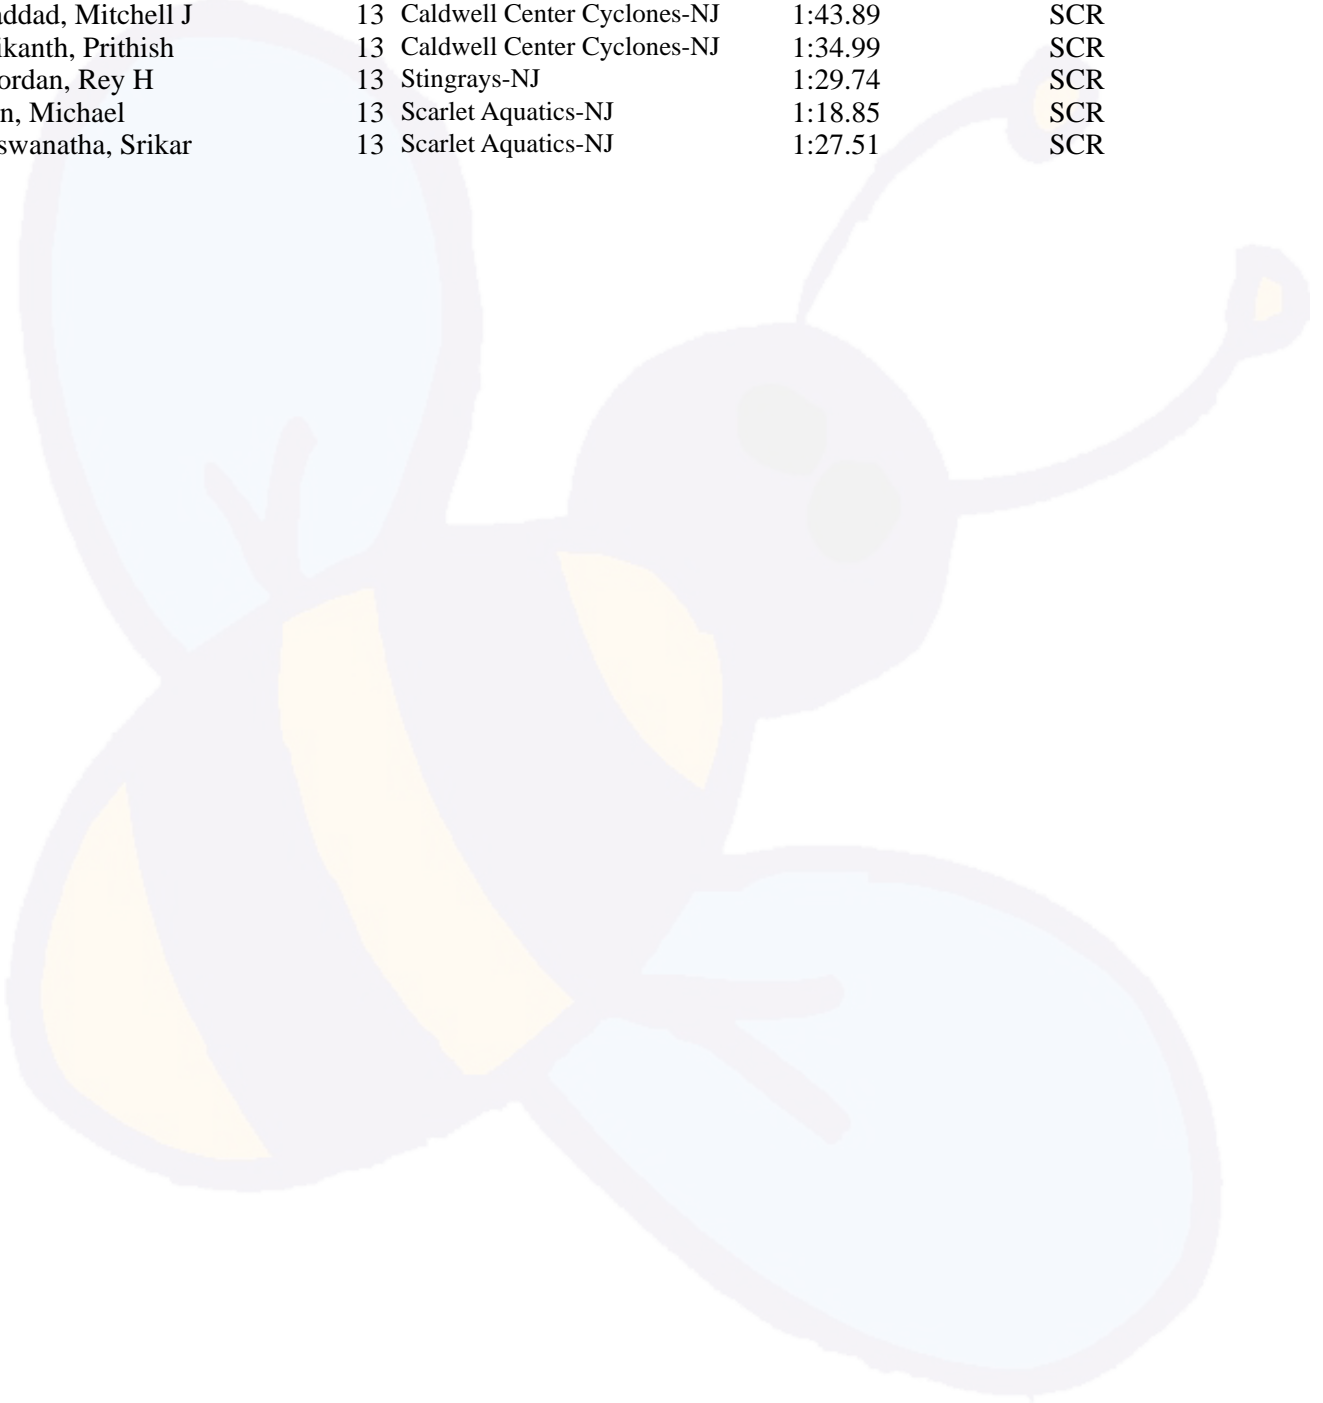 addad, Mitchell J 13 Caldwell Center Cyclones-NJ 1:43.89 SCR
ikanth, Prithish 13 Caldwell Center Cyclones-NJ 1:34.99 SCR
ordan, Rey H 13 Stingrays-NJ 1:29.74 SCR
n, Michael 13 Scarlet Aquatics-NJ 1:18.85 SCR
swanatha, Srikar 13 Scarlet Aquatics-NJ 1:27.51 SCR